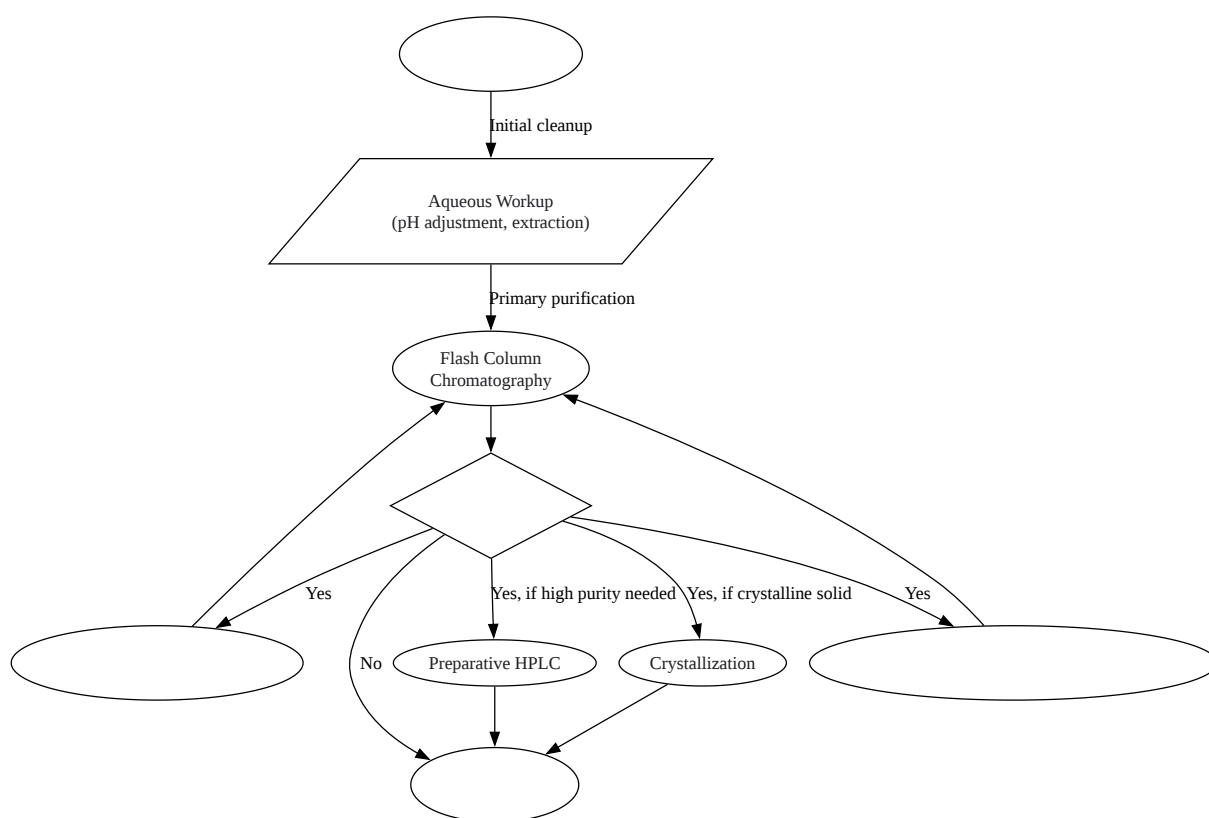 Initial cleanup
Aqueous Workup
(pH adjustment, extraction)
Primary purification
Flash Column
Chromatography
Yes
Yes, if high purity needed
Yes, if crystalline solid
Yes
No
Preparative HPLC
Crystallization